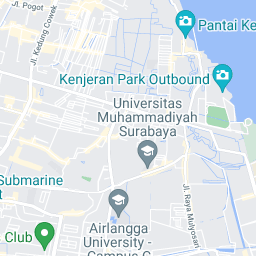 Jl. Pogot
Jl. Kedung Cowek
Pantai Ke
Kenjeran Park Outbound
Universitas
Muhammadiyah
Surabaya
Submarine
t
Airlangga
University -
Campus C
Jl. Raya Mulyosari
Club